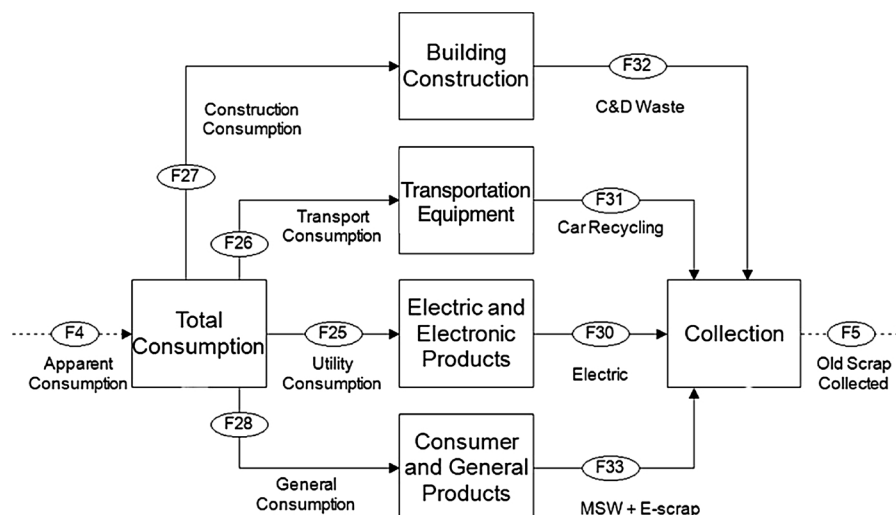 Building
Construction
F32
C&D Waste
Construction
Consumption
F27
Transportation
Equipment
F31
Car Recycling
Transport
Consumption
F26
F4
Apparent
Consumption
Total
Consumption
F25
Utility
Consumption
Electric and
Electronic
Products
F30
Electric
Collection
F5
Old Scrap
Collected
F28
General
Consumption
Consumer
and General
Products
F33
MSW + E-scrap